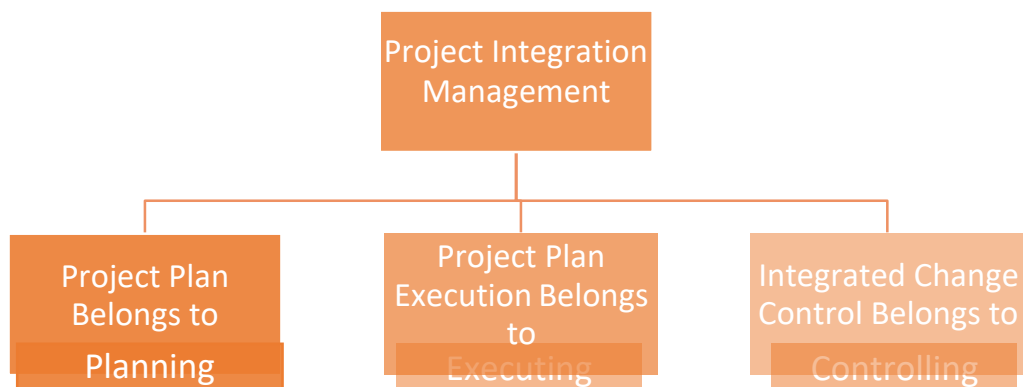 Project Integration
Management
Project Plan
Belongs to
Planning
Project Plan
Execution Belongs
to
Executing
Integrated Change
Control Belongs to
Controlling